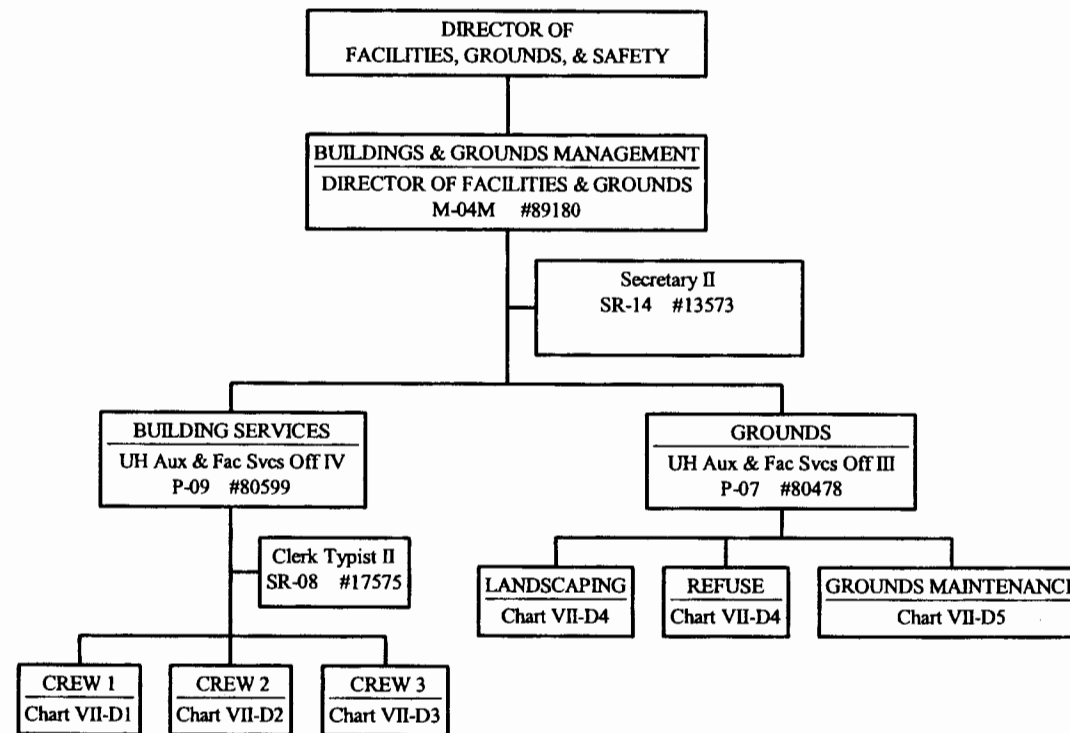 DIRECTOR OF
FACILITIES, GROUNDS, & SAFETY
BUILDINGS & GROUNDS MANAGEMENT
DIRECTOR OF FACILITIES & GROUNDS
M-04M #89180
Secretary II
SR-14 #13573
BUILDING SERVICES
UH Aux & Fac Svcs Off IV
P-09 #80599
GROUNDS
UH Aux & Fac Svcs Off III
P-07 #80478
Clerk Typist II
SR-08 #17575
LANDSCAPING
Chart VII-D4
REFUSE
Chart VII-D4
GROUNDS MAINTENANCE
Chart VII-D5
CREW 1
Chart VII-D1
CREW 2
Chart VII-D2
CREW 3
Chart VII-D3